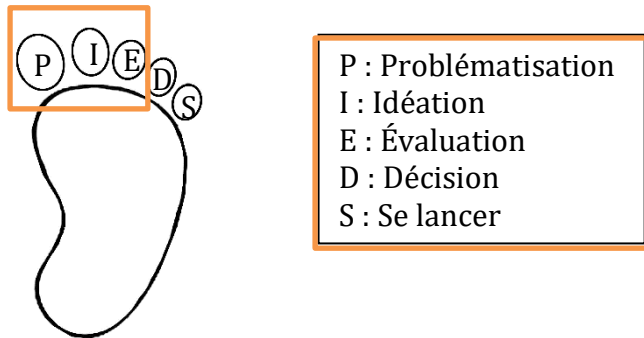 P I E D S
P : Problématisation
I : Idéation
E : Évaluation
D : Décision
S : Se lancer